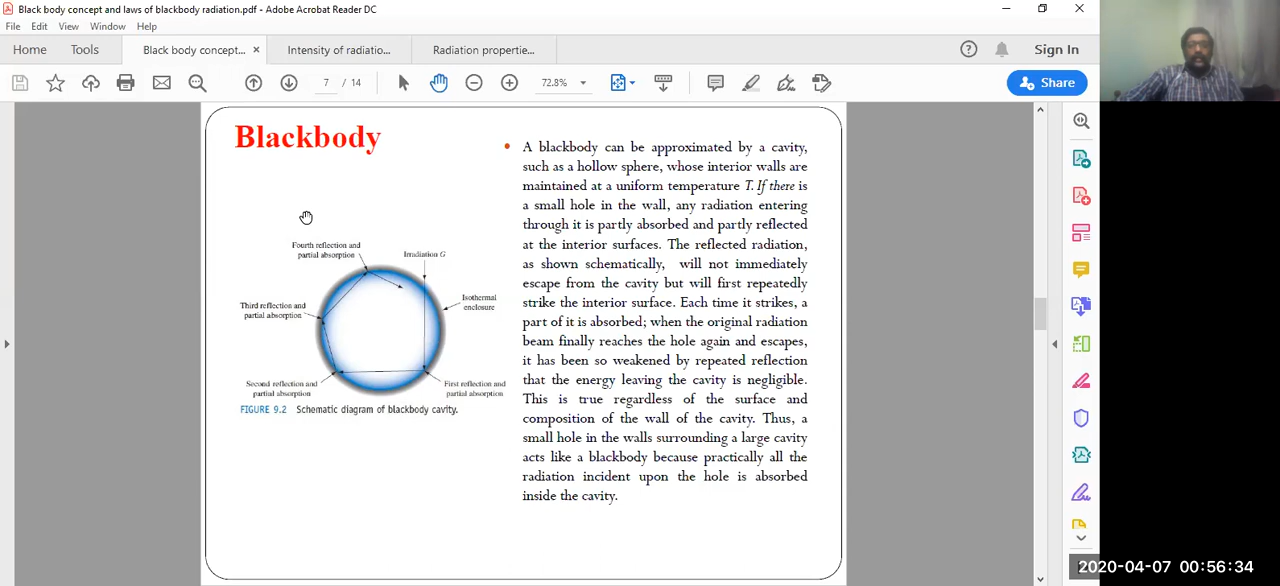 Black body concept and laws of blackbody radiation.pdf - Adobe Acrobat Reader DC
File Edit View Window Help
Home Tools Black body concept... × Intensity of radiatio... Radiation propertie... Sign In
7 / 14 72.8% Share
Blackbody
• A blackbody can be approximated by a cavity,
such as a hollow sphere, whose interior walls are
maintained at a uniform temperature T. If there is
a small hole in the wall, any radiation entering
through it is partly absorbed and partly reflected
at the interior surfaces. The reflected radiation,
as shown schematically, will not immediately
escape from the cavity but will first repeatedly
strike the interior surface. Each time it strikes, a
part of it is absorbed; when the original radiation
beam finally reaches the hole again and escapes,
it has been so weakened by repeated reflection
that the energy leaving the cavity is negligible.
This is true regardless of the surface and
composition of the wall of the cavity. Thus, a
small hole in the walls surrounding a large cavity
acts like a blackbody because practically all the
radiation incident upon the hole is absorbed
inside the cavity.
Fourth reflection and
partial absorption
Irradiation G
Isothermal
enclosure
Third reflection and
partial absorption
Second reflection and
partial absorption
First reflection and
partial absorption
FIGURE 9.2 Schematic diagram of blackbody cavity.
2020-04-07 00:56:34